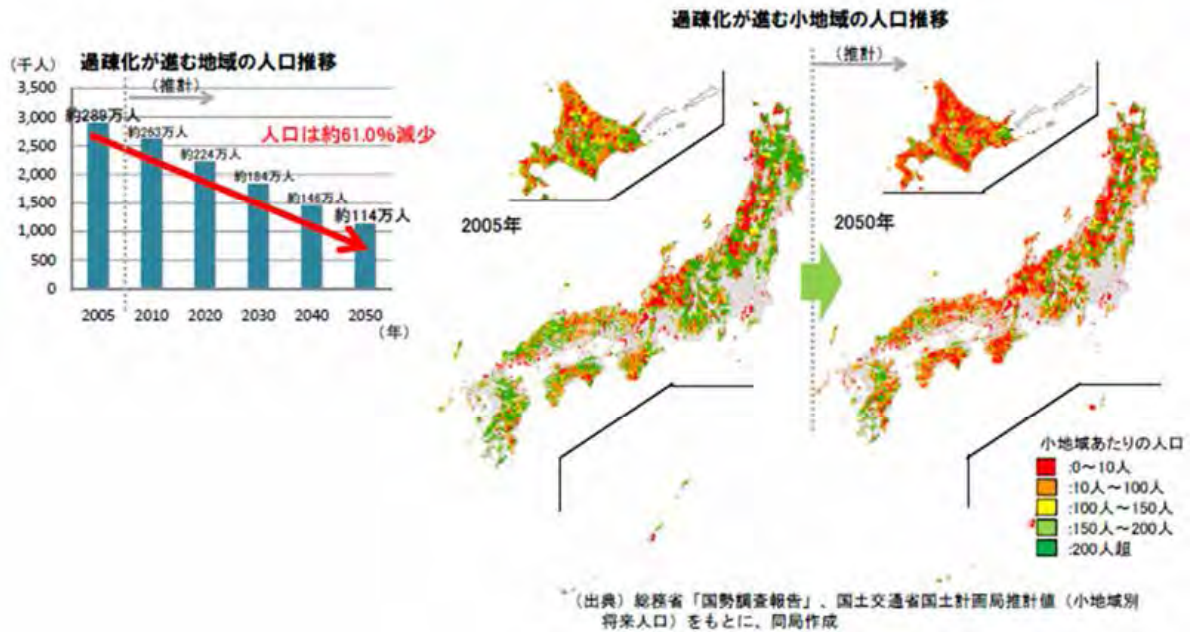 過疎化が進む小地域の人口推移
過疎化が進む地域の人口推移
(千人)
(推計)
3,500
3,000
2,500
2,000
1,500
1,000
500
0
約289万人
約263万人
約224万人
約184万人
約146万人
約114万人
人口は約61.0%減少
2005 2010 2020 2030 2040 2050
(年)
(推計)
2005年
2050年
小地域あたりの人口
:0～10人
:10人～100人
:100人～150人
:150人～200人
:200人超
(出典)総務省「国勢調査報告」、国土交通省国土計画局推計値(小地域別
将来人口)をもとに、同局作成